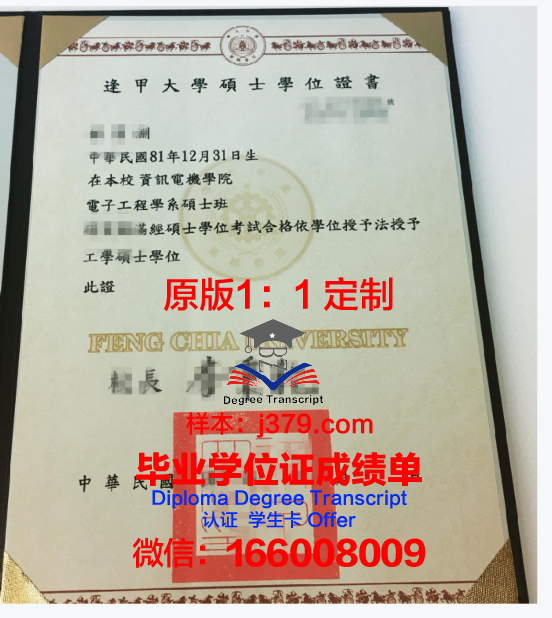 逢甲大學碩士學位證書
號
中華民國81年12月31日生
在本校 資訊電機學院
電子工程學系碩士班
經碩士學位考試合格依學位授予法授予
工學碩士學位
此證
原版1：1 定制
FENG CHIA UNIVERSITY
校長
Degree Transcript
样本：j379.com
毕业学位证成绩单
中華民國
Diploma Degree Transcript
认证 学生卡 Offer
微信：166008009